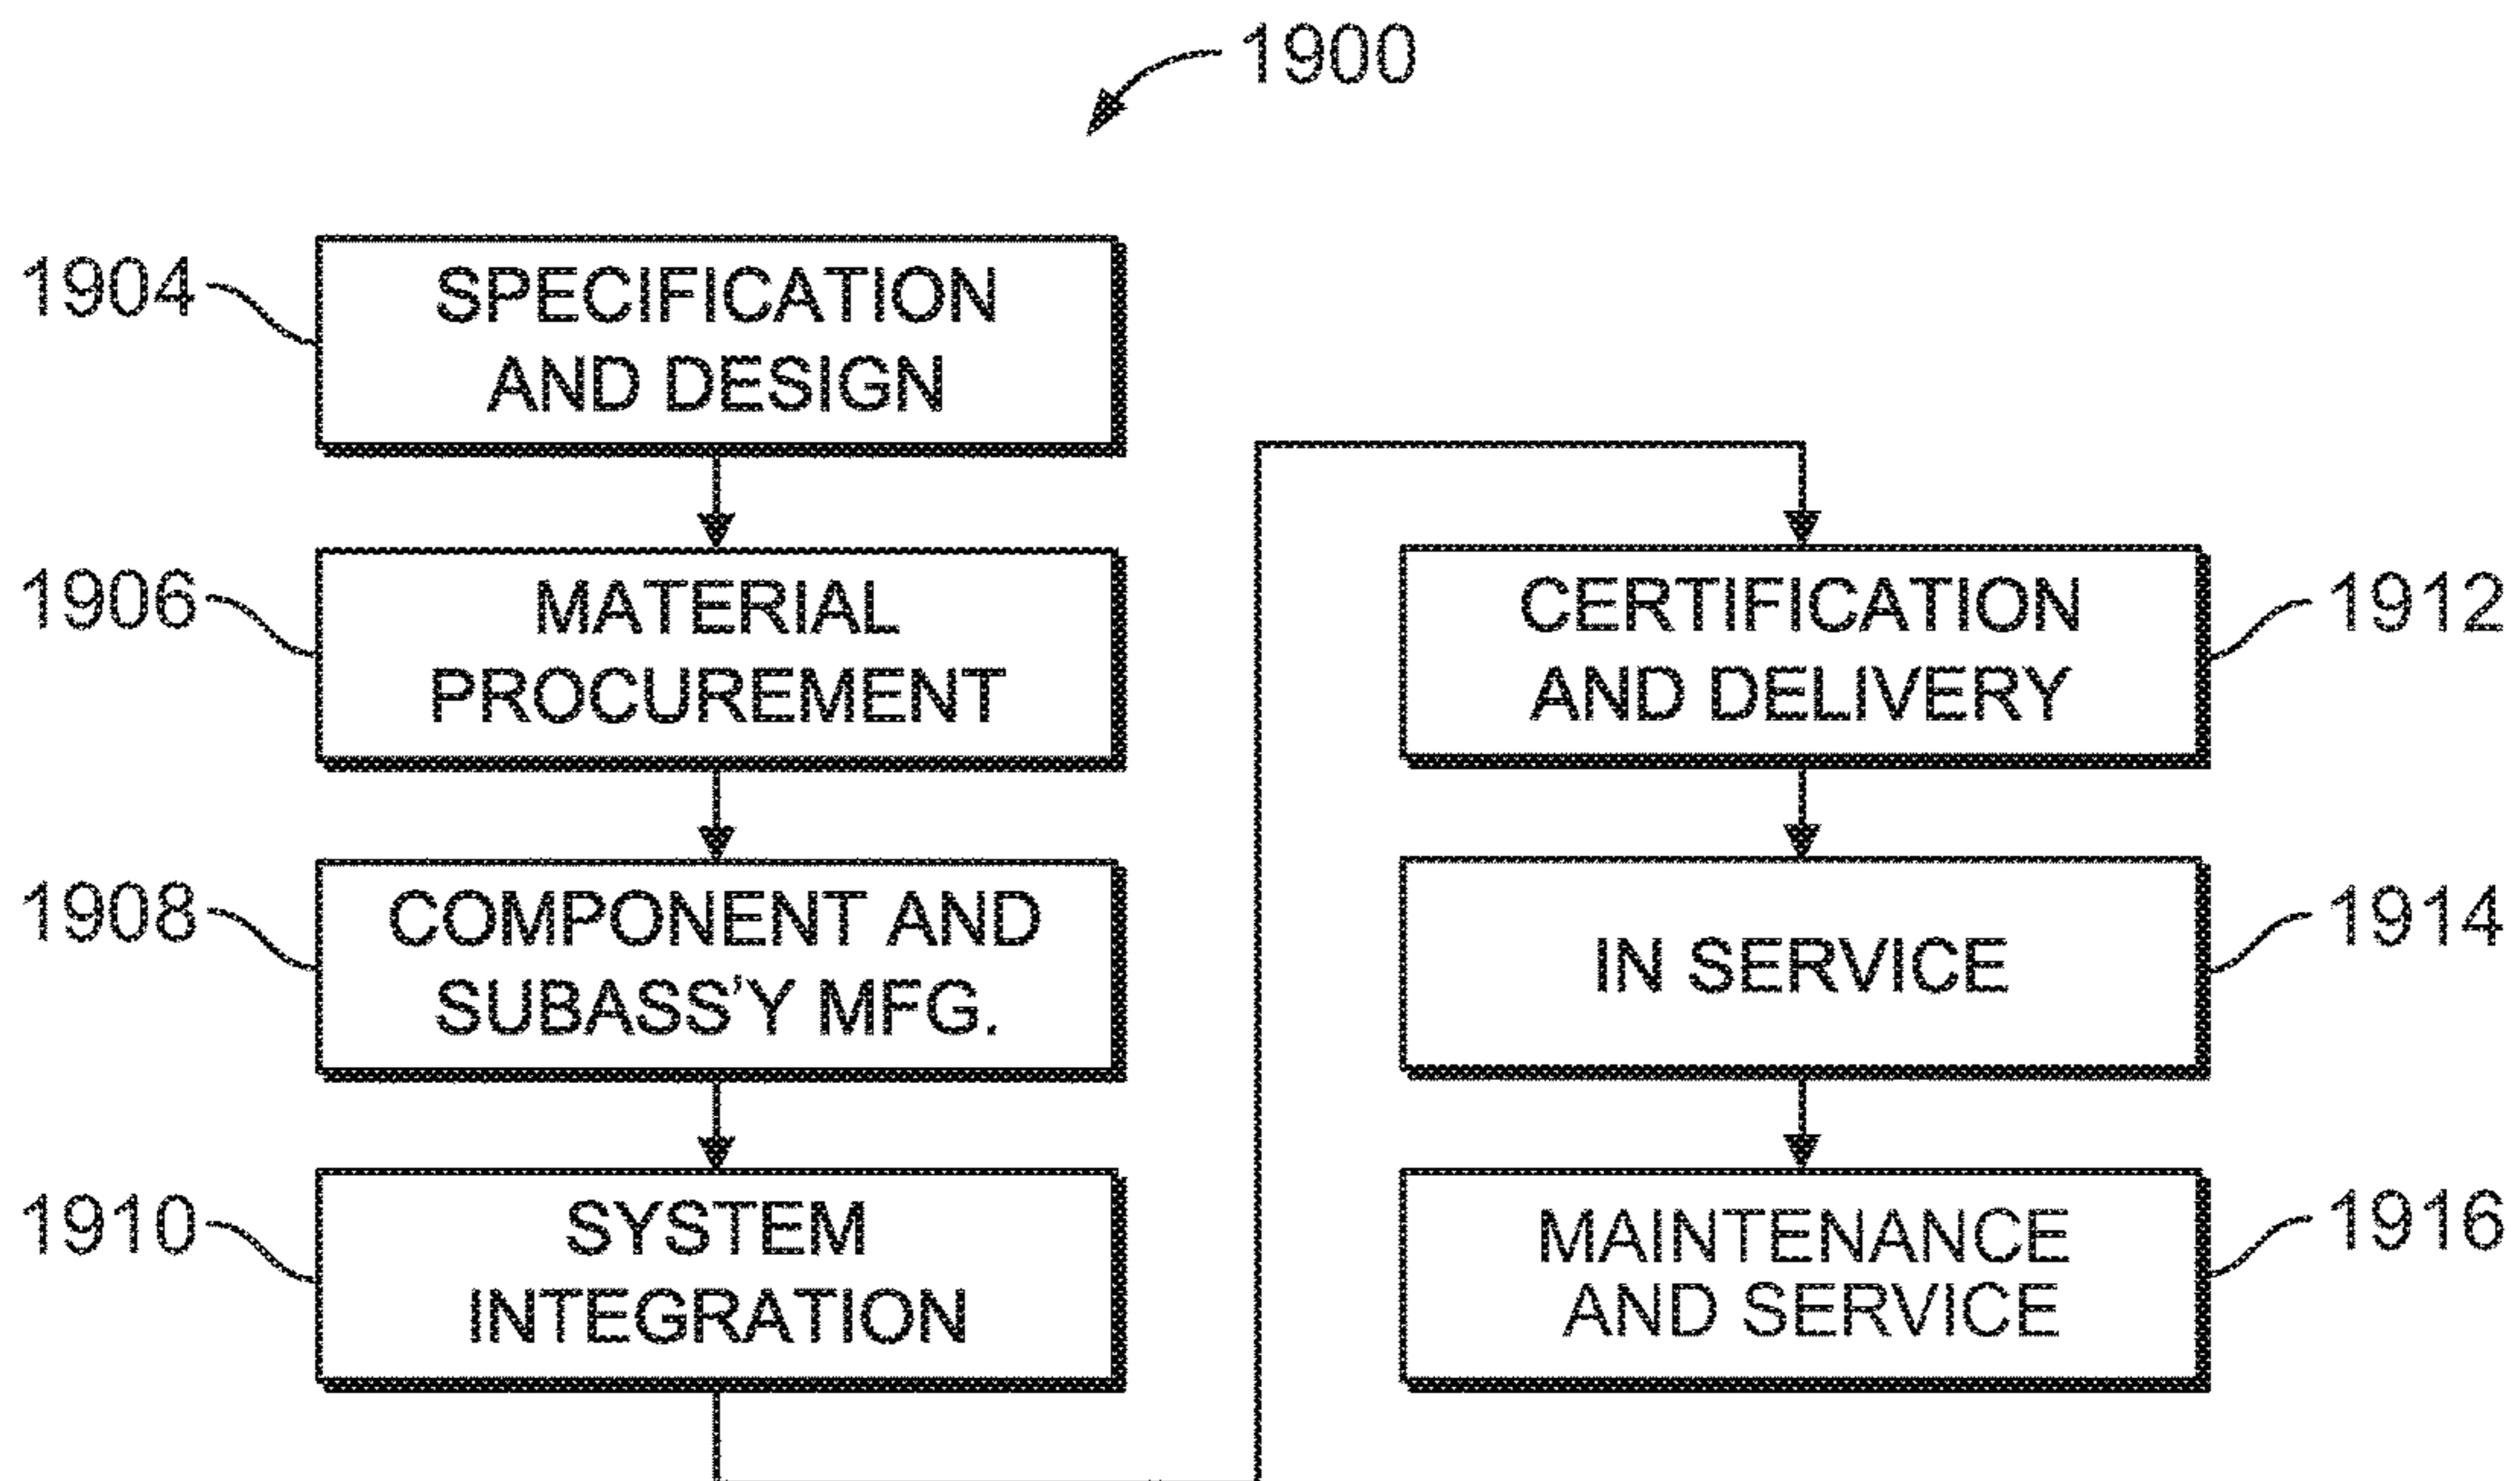 1900
1904
SPECIFICATION
AND DESIGN
1906
MATERIAL
PROCUREMENT
1908
COMPONENT AND
SUBASS’Y MFG.
1910
SYSTEM
INTEGRATION
CERTIFICATION
AND DELIVERY
1912
IN SERVICE
1914
MAINTENANCE
AND SERVICE
1916